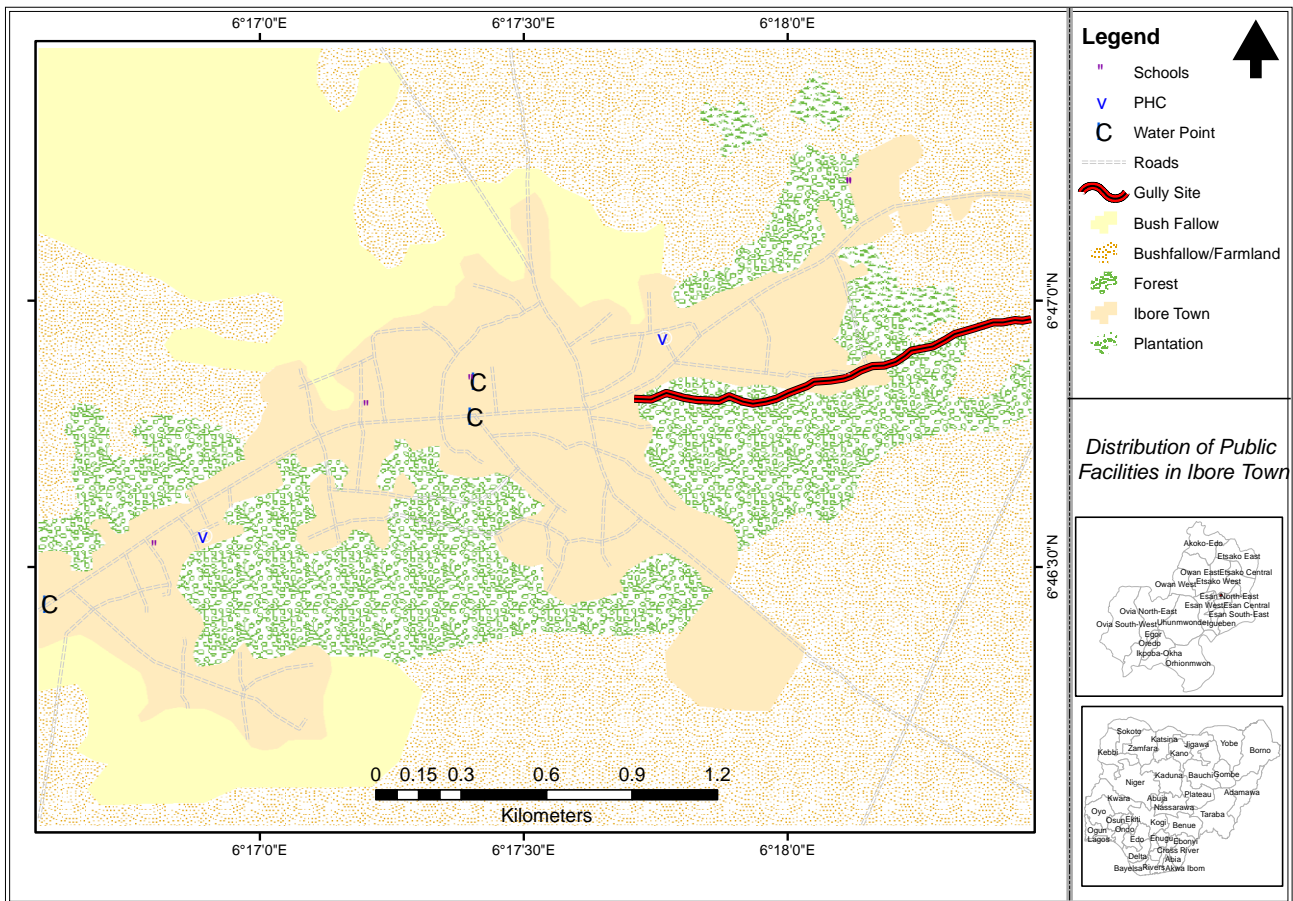 6°17'0"E
6°17'30"E
6°18'0"E
6°47'0"N
6°46'30"N
"
v
C
"
C
"
v
"
C
0 0.15 0.3 0.6 0.9 1.2
Kilometers
6°17'0"E
6°17'30"E
6°18'0"E
Legend
" Schools
v PHC
C Water Point
Roads
Gully Site
Bush Fallow
Bushfallow/Farmland
Forest
Ibore Town
Plantation
Distribution of Public
Facilities in Ibore Town
Akoko-Edo
Etsako East
Owan East Etsako Central
Owan West Etsako West
Esan North-East
Esan West Esan Central
Ovia North-East Esan South-East
Ovia South-West Uhunmwonde Igueben
Egor
Oredo
Ikpoba-Okha
Orhionmwon
Sokoto
Katsina
Jigawa Yobe
Kebbi Zamfara Kano Borno
Kaduna Bauchi Gombe
Niger
Adamawa
Kwara Abuja Plateau
Nassarawa
Oyo Taraba
Osun Ekiti Kogi Benue
Ogun Ondo
Lagos Edo Enugu Ebonyi
Cross River
Delta Abia
Bayelsa Rivers Akwa Ibom